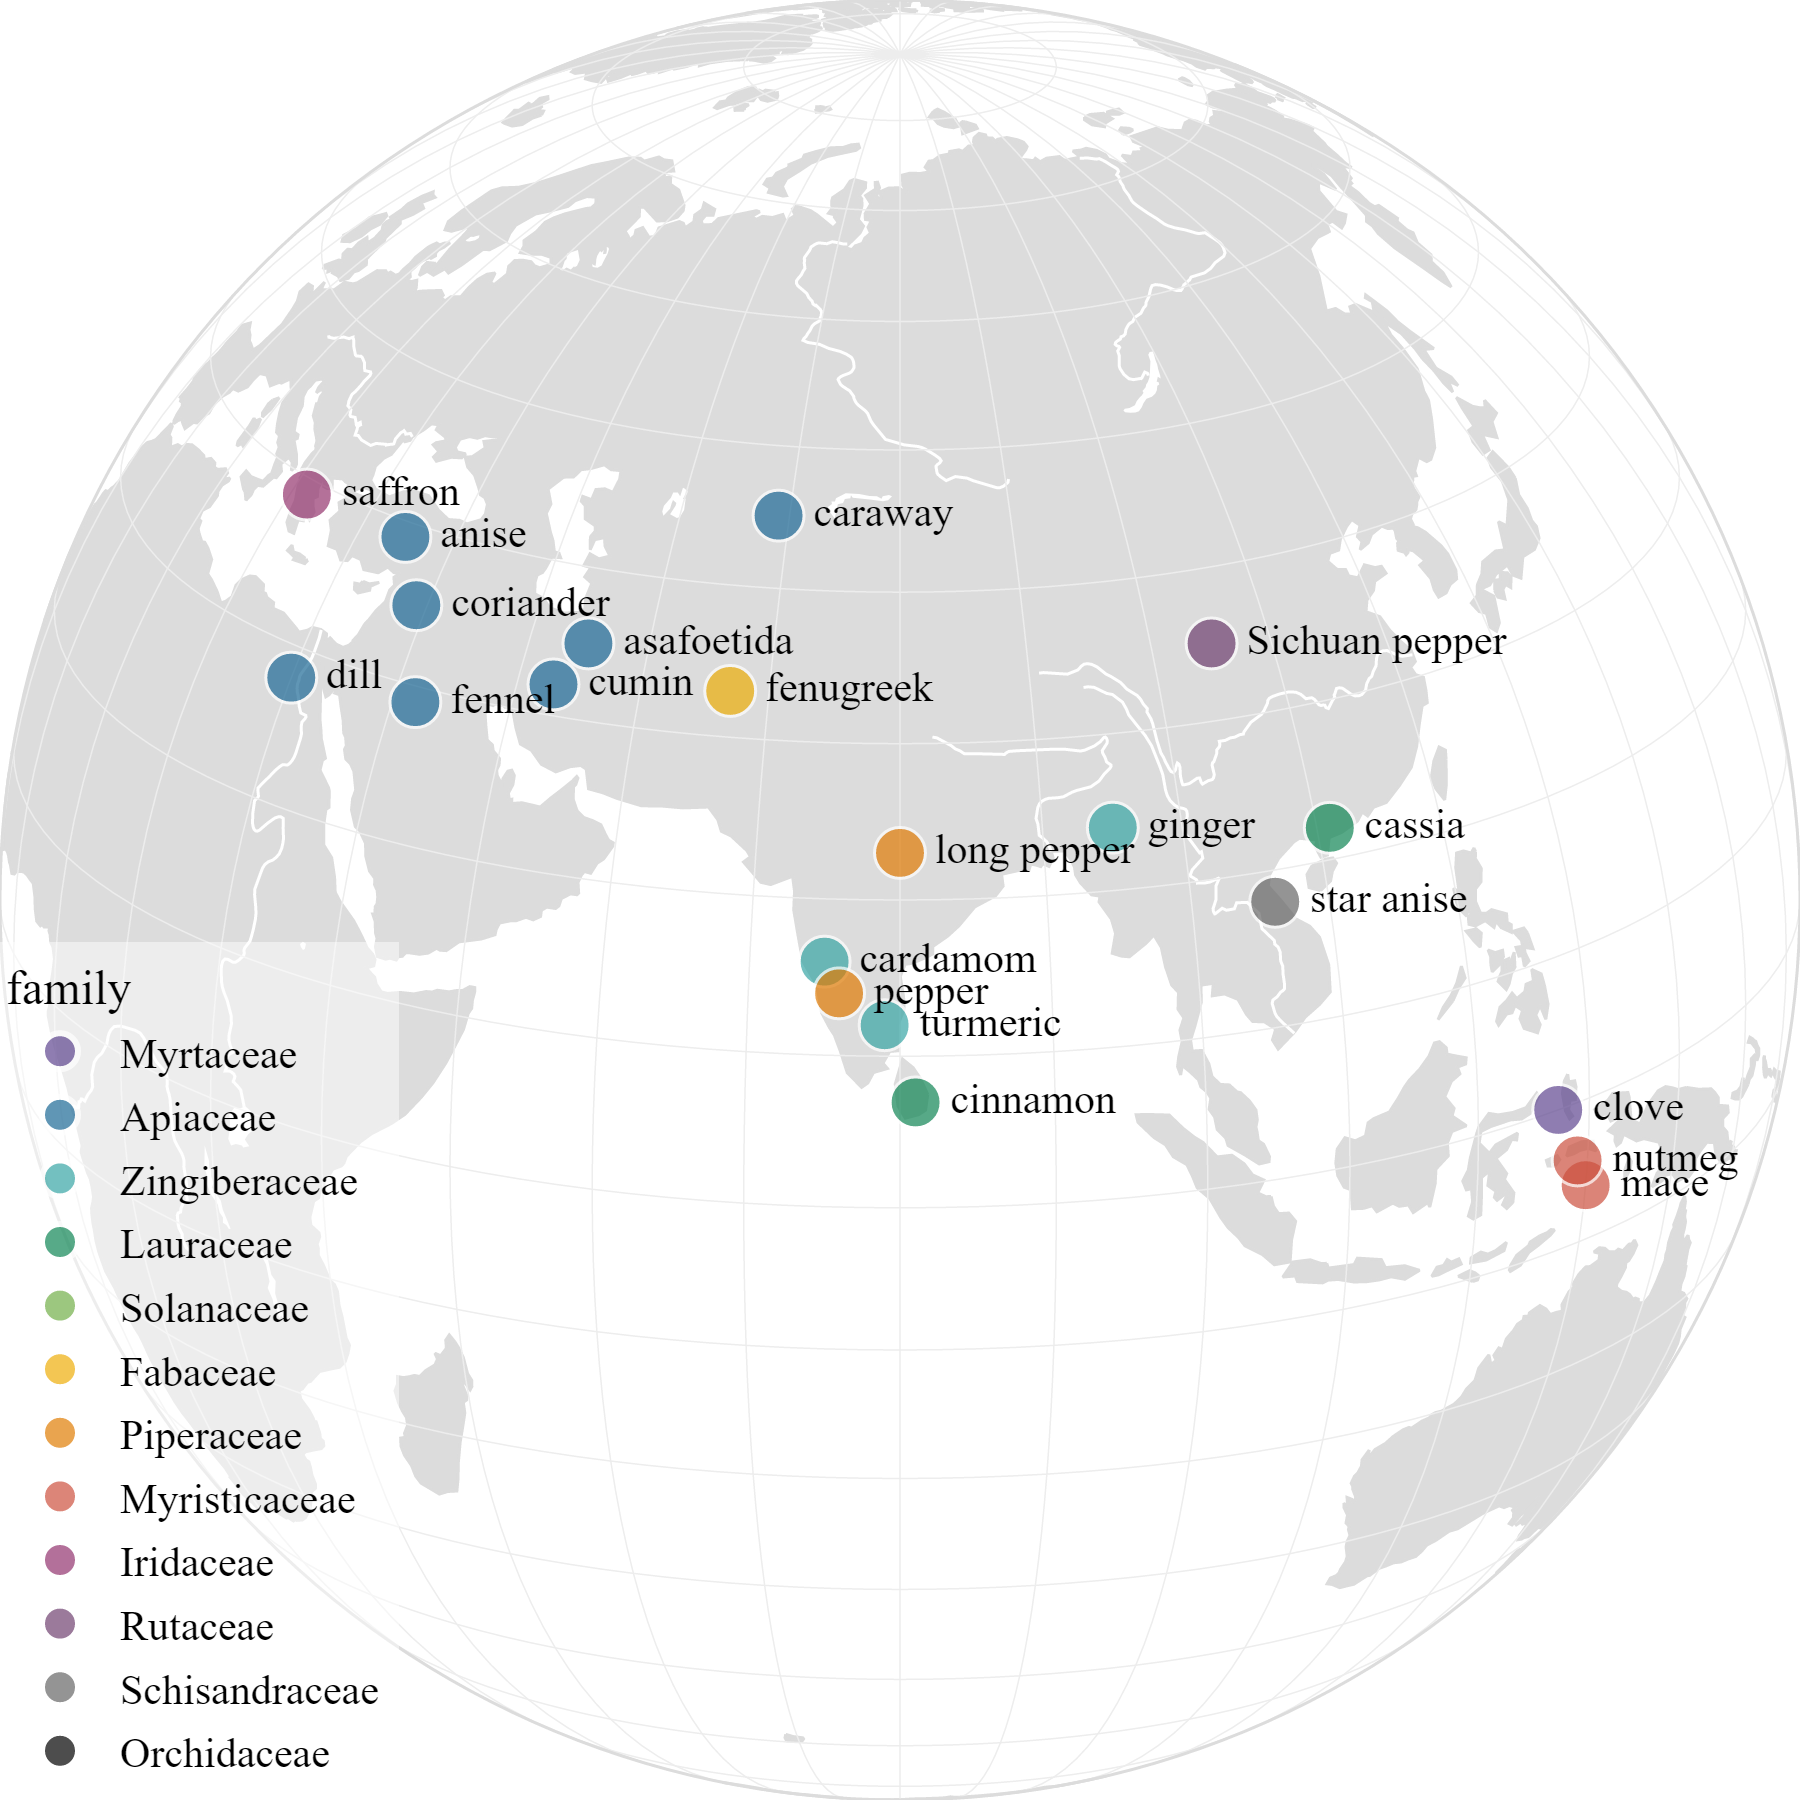 saffron
anise
caraway
coriander
asafoetida
Sichuan pepper
dill
cumin
fennel
fenugreek
ginger
cassia
long pepper
star anise
cardamom
pepper
turmeric
cinnamon
clove
nutmeg
mace
family
Myrtaceae
Apiaceae
Zingiberaceae
Lauraceae
Solanaceae
Fabaceae
Piperaceae
Myristicaceae
Iridaceae
Rutaceae
Schisandraceae
Orchidaceae